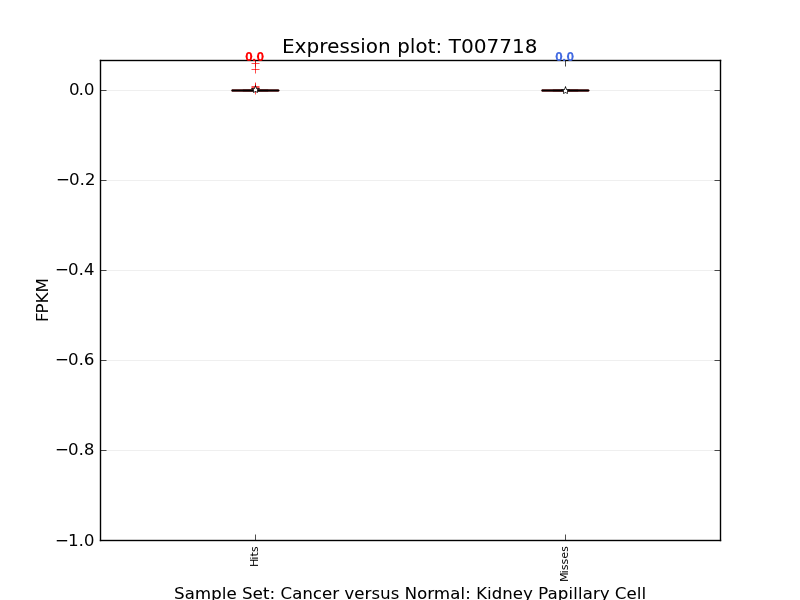 Expression plot: T007718
0.0
0.0
0.0
−0.2
−0.4
−0.6
−0.8
−1.0
FPKM
Hits
Misses
Sample Set: Cancer versus Normal: Kidney Papillary Cell